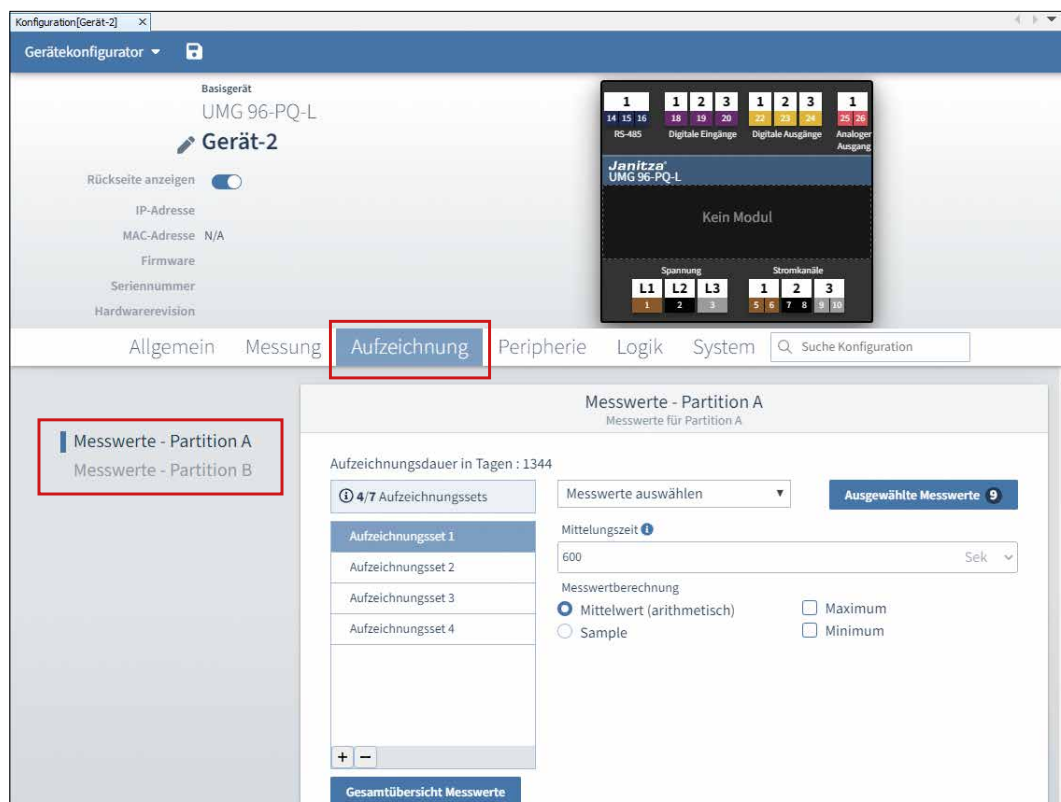 Konfiguration[Gerät-2] X
Gerätekonfigurator
Basisgerät
UMG 96-PQ-L
Gerät-2
Rückseite anzeigen
IP-Adresse
MAC-Adresse N/A
Firmware
Seriennummer
Hardwarerevision
1 1 2 3 1 2 3 1
14 15 16 18 19 20 22 23 24 25 26
RS-485 Digitale Eingänge Digitale Ausgänge Analoger
Ausgang
Janitza®
UMG 96-PQ-L
Kein Modul
Spannung Stromkanäle
L1 L2 L3 1 2 3
1 2 3 5 6 7 8 9 10
Allgemein Messung Aufzeichnung Peripherie Logik System Suche Konfiguration
Messwerte - Partition A
Messwerte - Partition B
Messwerte - Partition A
Messwerte für Partition A
Aufzeichnungsdauer in Tagen : 1344
4/7 Aufzeichnungssets
Messwerte auswählen
Ausgewählte Messwerte 9
Aufzeichnungsset 1
Aufzeichnungsset 2
Aufzeichnungsset 3
Aufzeichnungsset 4
Mittelungszeit
600 Sek
Messwertberechnung
Mittelwert (arithmetisch) Maximum
Sample Minimum
+ −
Gesamtübersicht Messwerte